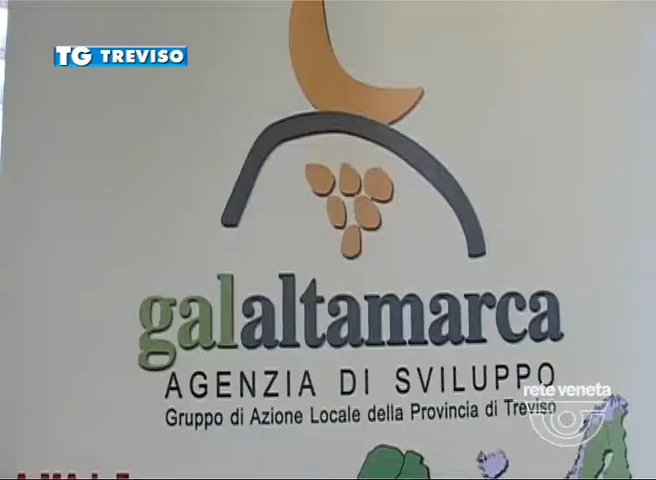 TG TREVISO
galaltamarca
AGENZIA DI SVILUPPO
Gruppo di Azione Locale della Provincia di Treviso
rete veneta